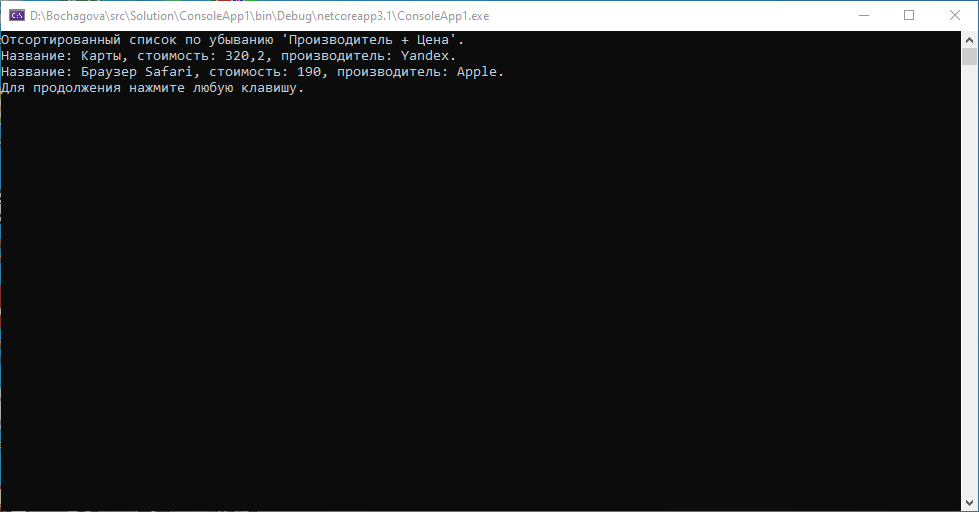 D:\Bochagova\src\Solution\ConsoleApp1\bin\Debug\netcoreapp3.1\ConsoleApp1.exe
Отсортированный список по убыванию 'Производитель + Цена'.
Название: Карты, стоимость: 320,2, производитель: Yandex.
Название: Браузер Safari, стоимость: 190, производитель: Apple.
Для продолжения нажмите любую клавишу.